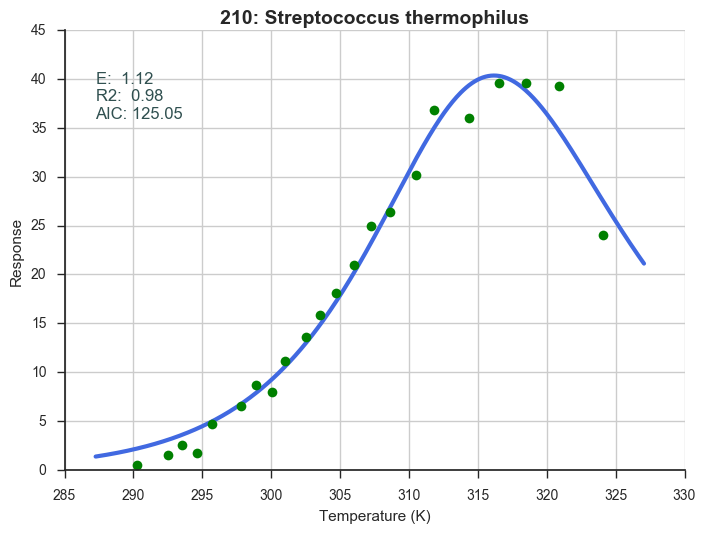 210: Streptococcus thermophilus
E: 1.12
R2: 0.98
AIC: 125.05
Response
45
40
35
30
25
20
15
10
5
0
285 290 295 300 305 310 315 320 325 330
Temperature (K)